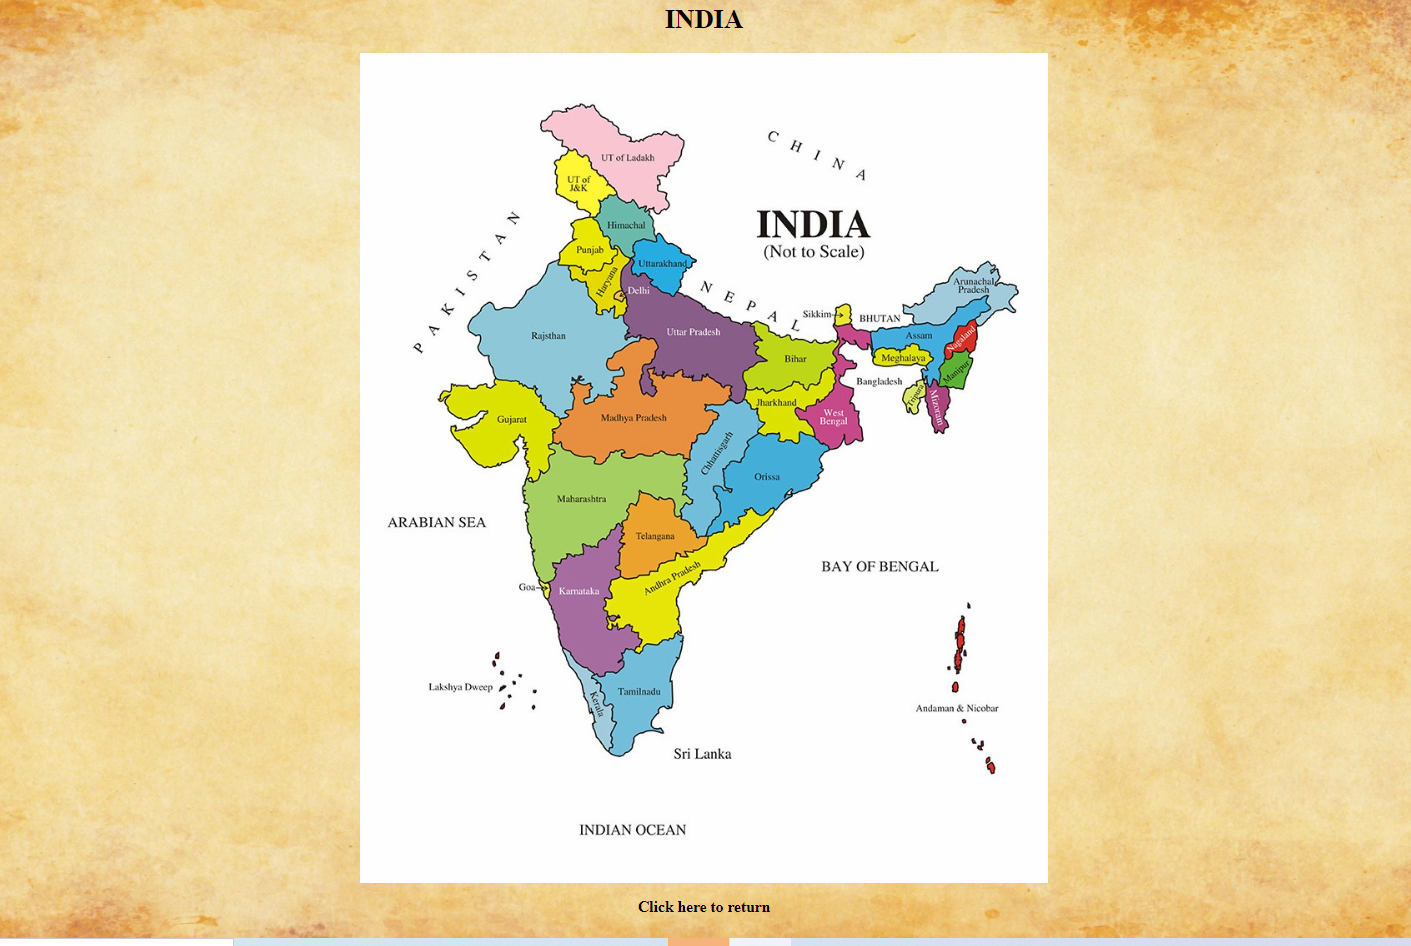 INDIA
CHINA
UT of Ladakh
UT of
J&K
PAKISTAN
Himachal
INDIA
(Not to Scale)
Punjab
Uttarakhand
Haryana
Delhi
NEPAL
Arunachal
Pradesh
Sikkim
BHUTAN
Rajsthan
Uttar Pradesh
Assam
Nagaland
Bihar
Meghalaya
Manipur
Bangladesh
Tripura
Mizoram
Gujarat
Madhya Pradesh
Jharkhand
West
Bengal
Chhattisgarh
Orissa
Maharashtra
ARABIAN SEA
Telangana
BAY OF BENGAL
Andhra Pradesh
Goa
Karnataka
Lakshya Dweep
Kerala
Tamilnadu
Andaman & Nicobar
Sri Lanka
INDIAN OCEAN
Click here to return